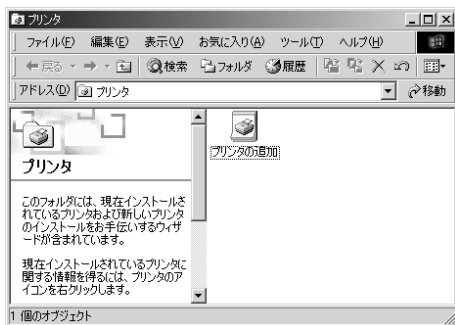 プリンタ
ファイル(F) 編集(E) 表示(V) お気に入り(A) ツール(T) ヘルプ(H)
戻る 検索 フォルダ 履歴
アドレス(D) プリンタ 移動
プリンタ
このフォルダには、現在インストールさ
れているプリンタおよび新しいプリンタ
のインストールをお手伝いするウィザ
ードが含まれています。
現在インストールされているプリンタに
関する情報を得るには、プリンタのア
イコンを右クリックします。
プリンタの追加
1 個のオブジェクト